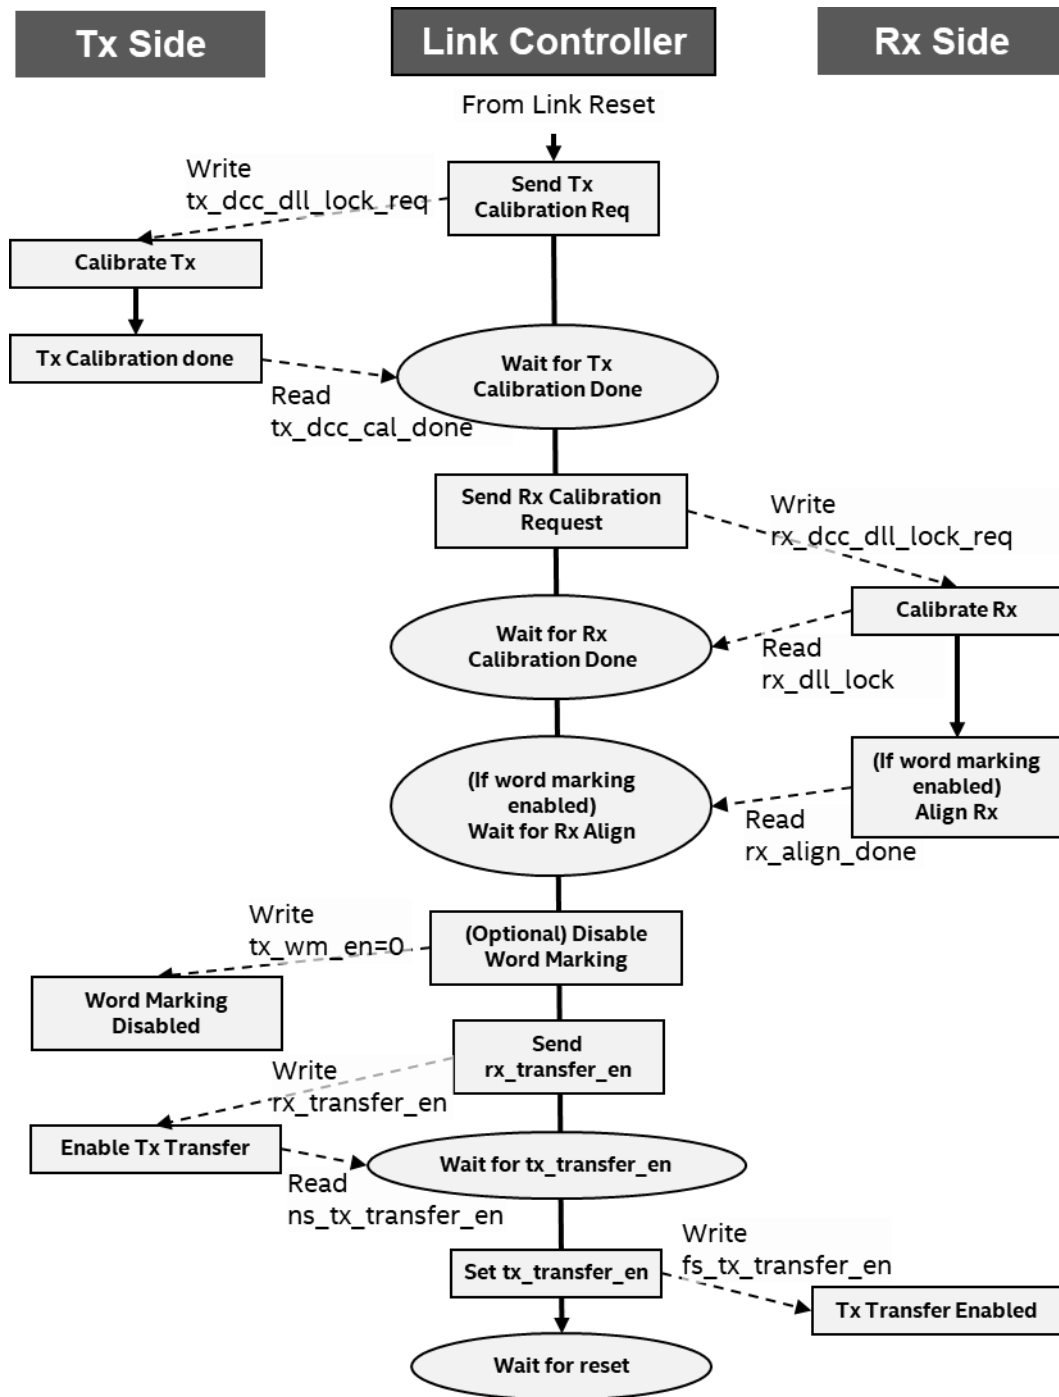 Tx Side
Link Controller
Rx Side
From Link Reset
Write
tx_dcc_dll_lock_req
Send Tx
Calibration Req
Calibrate Tx
Tx Calibration done
Wait for Tx
Calibration Done
Read
tx_dcc_cal_done
Send Rx Calibration
Request
Write
rx_dcc_dll_lock_req
Calibrate Rx
Wait for Rx
Calibration Done
Read
rx_dll_lock
(If word marking
enabled)
Wait for Rx Align
(If word marking
enabled)
Align Rx
Read
rx_align_done
Write
tx_wm_en=0
(Optional) Disable
Word Marking
Word Marking
Disabled
Send
rx_transfer_en
Write
rx_transfer_en
Enable Tx Transfer
Wait for tx_transfer_en
Read
ns_tx_transfer_en
Write
fs_tx_transfer_en
Set tx_transfer_en
Tx Transfer Enabled
Wait for reset